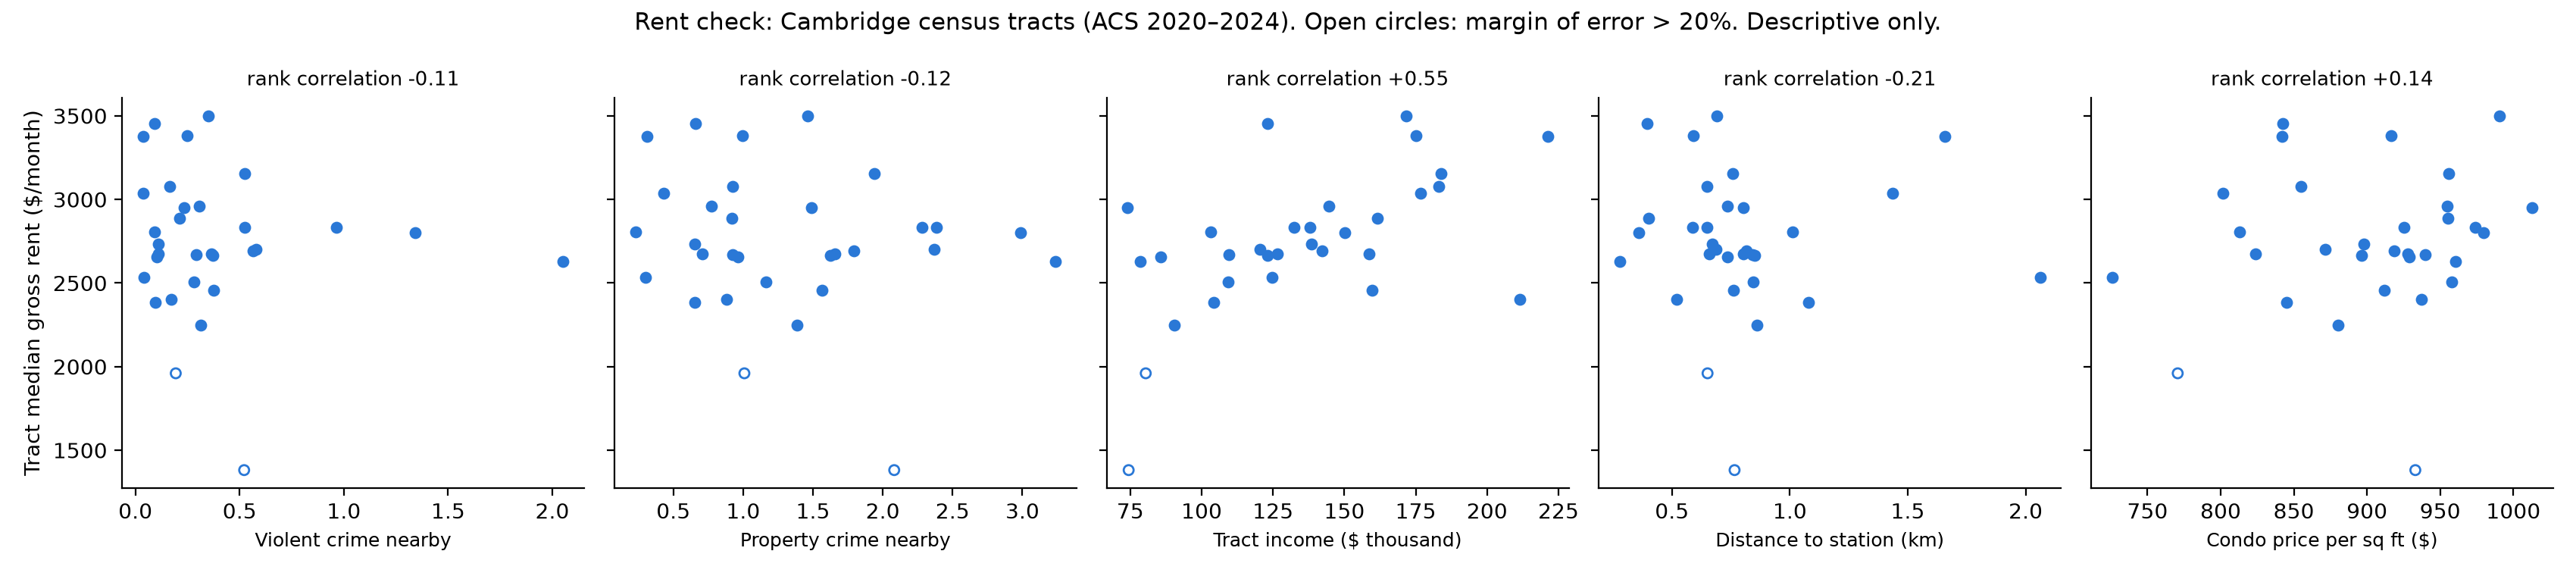 Rent check: Cambridge census tracts (ACS 2020–2024). Open circles: margin of error > 20%. Descriptive only.
rank correlation -0.11
rank correlation -0.12
rank correlation +0.55
rank correlation -0.21
rank correlation +0.14
Tract median gross rent ($/month)
3500
3000
2500
2000
1500
0.0 0.5 1.0 1.5 2.0
0.5 1.0 1.5 2.0 2.5 3.0
75 100 125 150 175 200 225
0.5 1.0 1.5 2.0
750 800 850 900 950 1000
Violent crime nearby
Property crime nearby
Tract income ($ thousand)
Distance to station (km)
Condo price per sq ft ($)